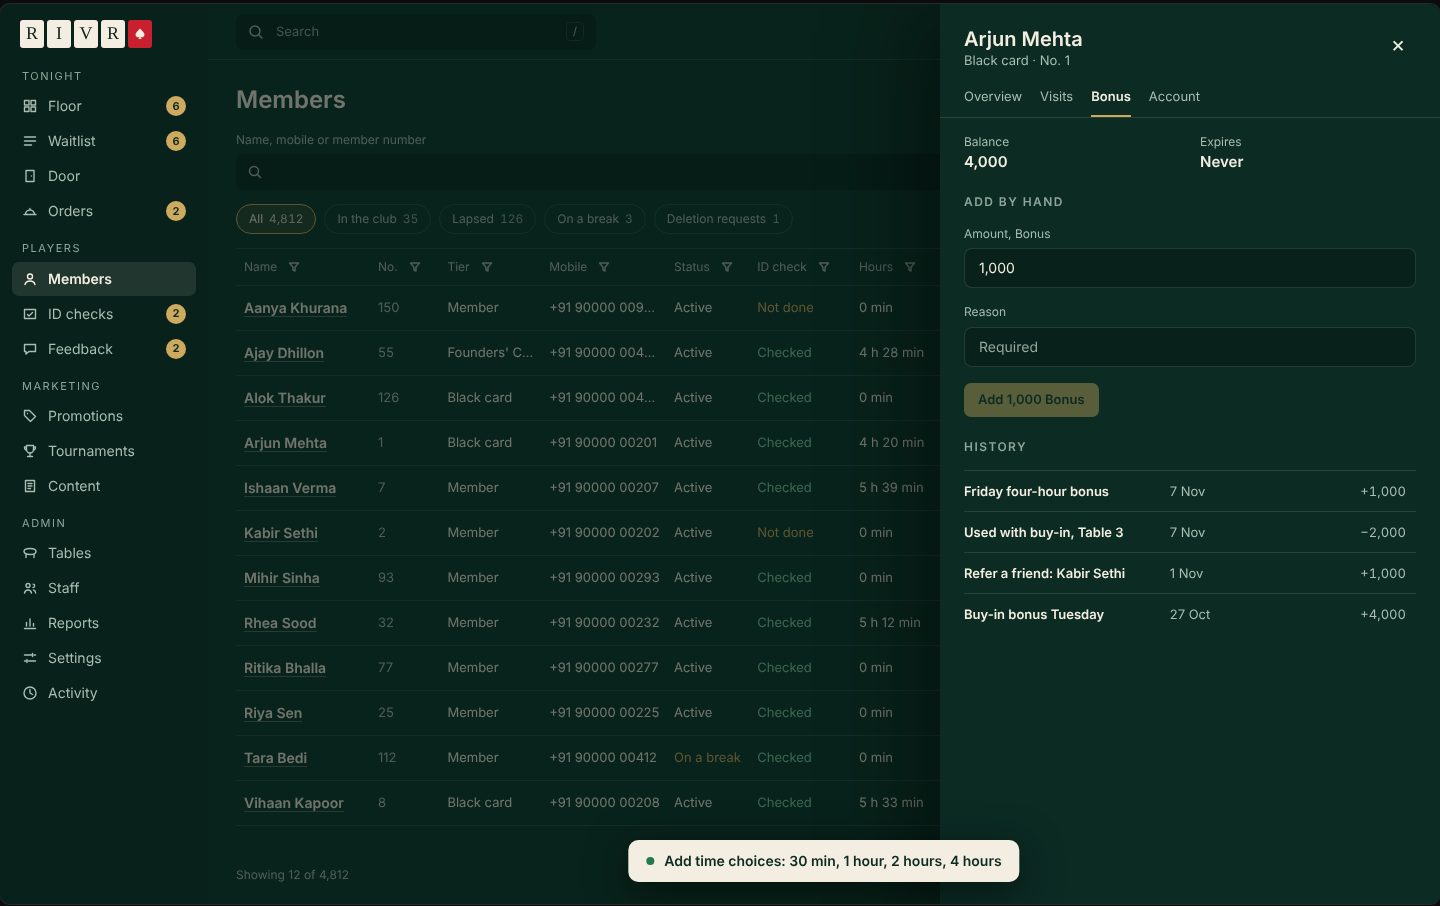 RIVR
TONIGHT
Floor 6
Waitlist 6
Door
Orders 2
PLAYERS
Members
ID checks 2
Feedback 2
MARKETING
Promotions
Tournaments
Content
ADMIN
Tables
Staff
Reports
Settings
Activity
Search /
Members
Name, mobile or member number
All 4,812 In the club 35 Lapsed 126 On a break 3 Deletion requests 1
Name No. Tier Mobile Status ID check Hours
Aanya Khurana 150 Member +91 90000 009... Active Not done 0 min
Ajay Dhillon 55 Founders' C... +91 90000 004... Active Checked 4 h 28 min
Alok Thakur 126 Black card +91 90000 004... Active Checked 0 min
Arjun Mehta 1 Black card +91 90000 00201 Active Checked 4 h 20 min
Ishaan Verma 7 Member +91 90000 00207 Active Checked 5 h 39 min
Kabir Sethi 2 Member +91 90000 00202 Active Not done 0 min
Mihir Sinha 93 Member +91 90000 00293 Active Checked 0 min
Rhea Sood 32 Member +91 90000 00232 Active Checked 5 h 12 min
Ritika Bhalla 77 Member +91 90000 00277 Active Checked 0 min
Riya Sen 25 Member +91 90000 00225 Active Checked 0 min
Tara Bedi 112 Member +91 90000 00412 On a break Checked 0 min
Vihaan Kapoor 8 Black card +91 90000 00208 Active Checked 5 h 33 min
Showing 12 of 4,812
Arjun Mehta
Black card · No. 1
Overview Visits Bonus Account
Balance Expires
4,000 Never
ADD BY HAND
Amount, Bonus
1,000
Reason
Required
Add 1,000 Bonus
HISTORY
Friday four-hour bonus 7 Nov +1,000
Used with buy-in, Table 3 7 Nov −2,000
Refer a friend: Kabir Sethi 1 Nov +1,000
Buy-in bonus Tuesday 27 Oct +4,000
Add time choices: 30 min, 1 hour, 2 hours, 4 hours